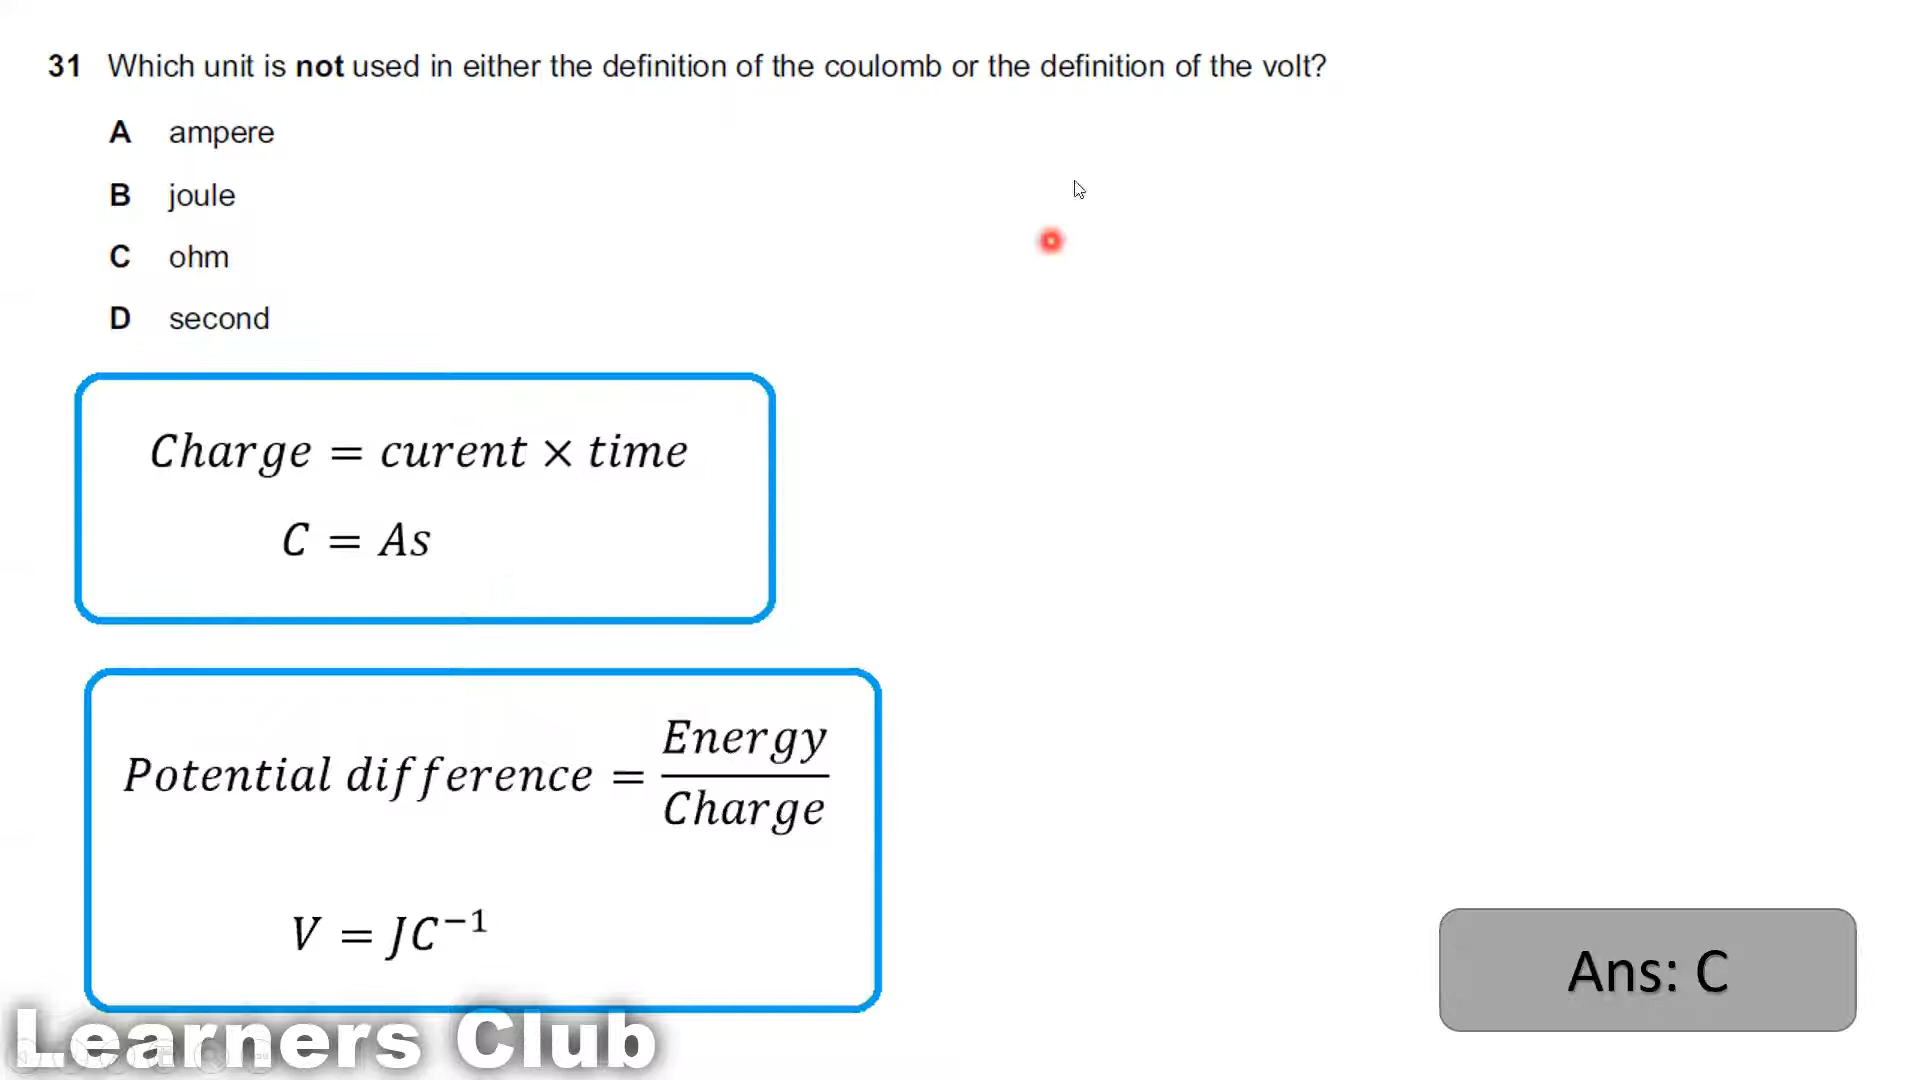 31 Which unit is not used in either the definition of the coulomb or the definition of the volt?
A ampere
B joule
C ohm
D second
Charge = curent × time
C = As
Potential difference = Energy / Charge
V = JC⁻¹
Ans: C
Learners Club